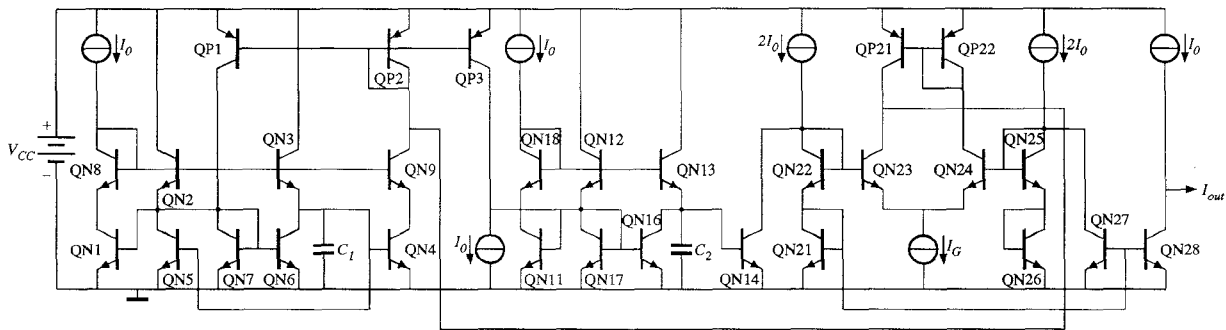 I0
QP1
QP2
QP3
I0
2I0
QP21
QP22
2I0
I0
+
VCC
−
QN8
QN2
QN3
QN9
QN18
QN12
QN13
QN22
QN23
QN24
QN25
Iout
QN1
QN5
QN7
QN6
C1
QN4
I0
QN11
QN17
QN16
C2
QN14
QN21
IG
QN26
QN27
QN28